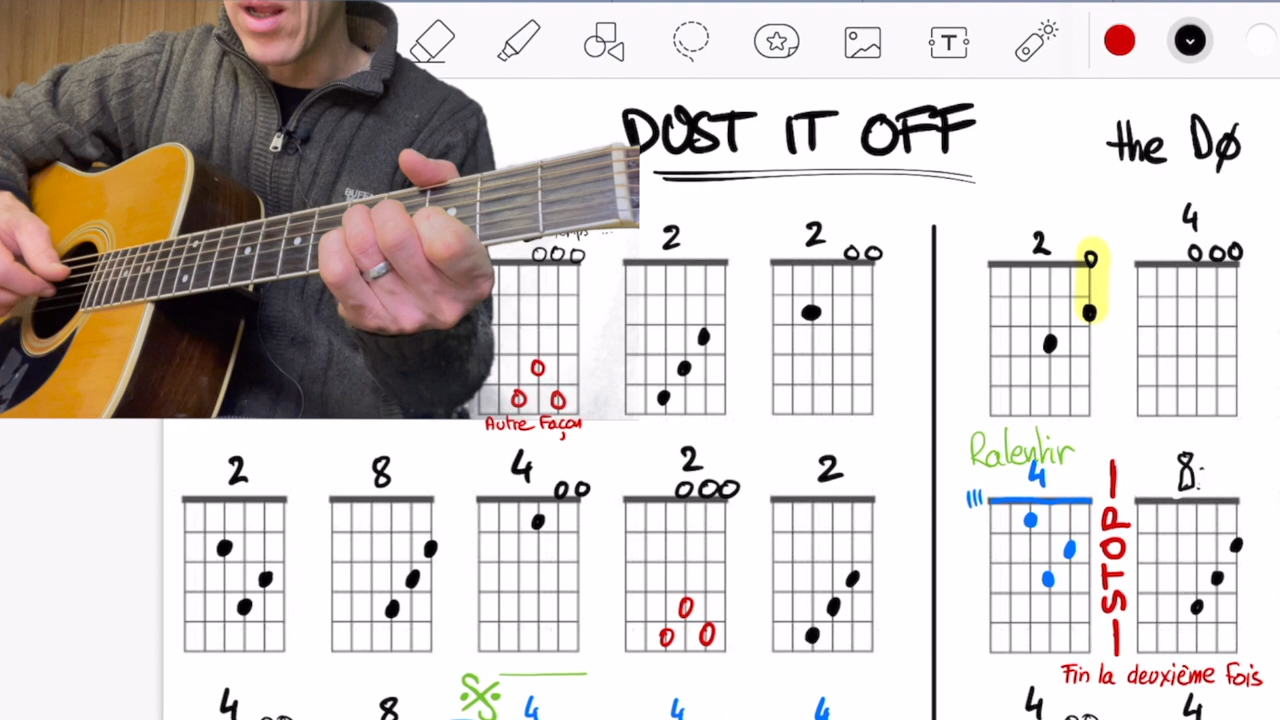 T
DUST IT OFF
the DØ
4
2 2 2
Autre Façon
Ralentir
2 8 4 2 2 4 8
STOP
Fin la deuxième fois
4 8 4 4 4 4 4